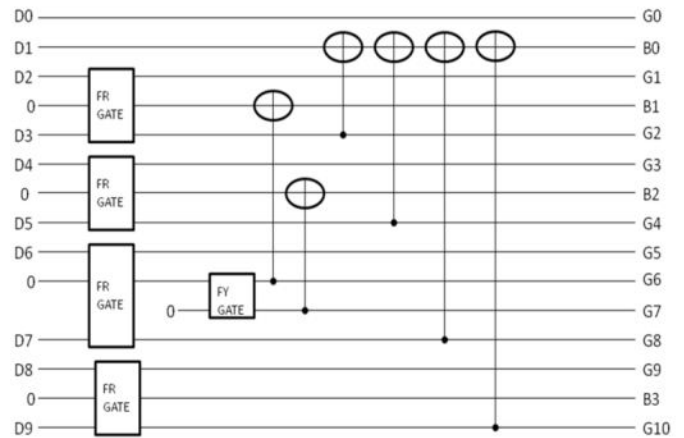 D0 G0
D1 B0
D2 G1
FR
GATE
0 B1
D3 G2
D4 G3
FR
GATE
0 B2
D5 G4
D6 G5
0 G6
FR
GATE
FY
GATE
0 G7
D7 G8
D8 G9
FR
GATE
0 B3
D9 G10